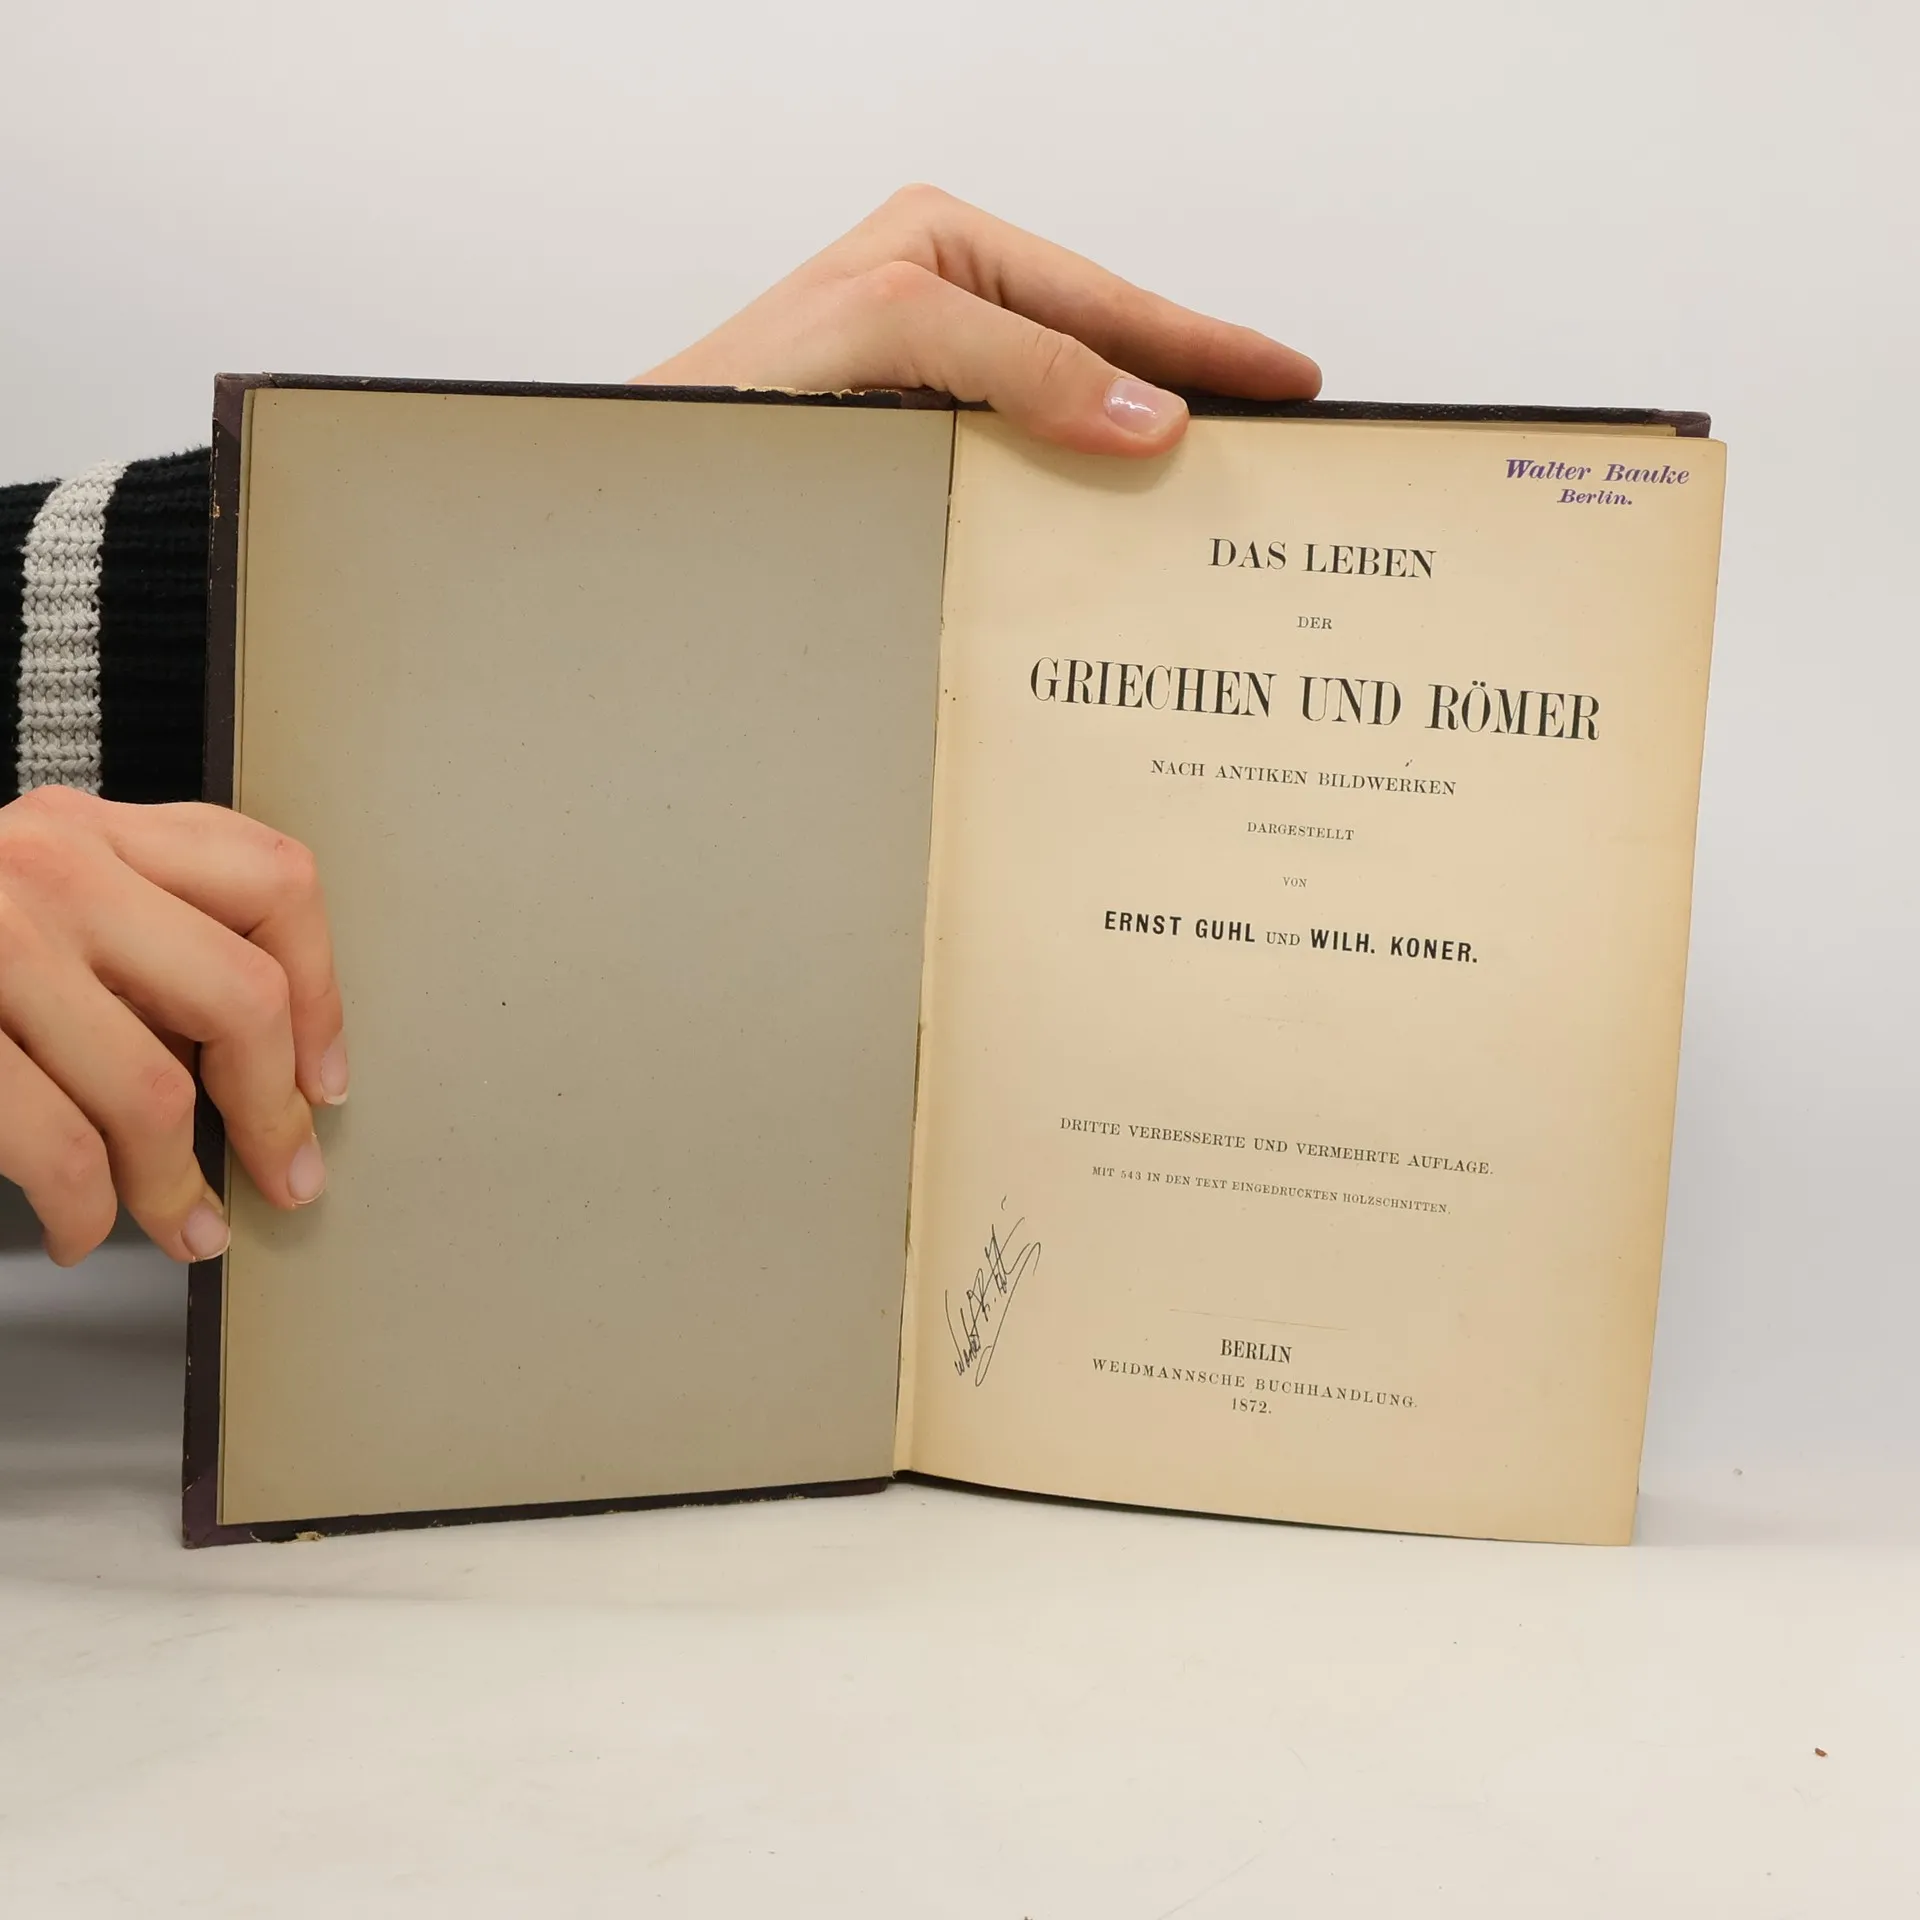 Walter Bauke
Berlin.
DAS LEBEN
DER
GRIECHEN UND RÖMER
NACH ANTIKEN BILDWERKEN
DARGESTELLT
VON
ERNST GUHL UND WILH. KONER.
DRITTE VERBESSERTE UND VERMEHRTE AUFLAGE.
MIT 543 IN DEN TEXT EINGEDRUCKTEN HOLZSCHNITTEN.
BERLIN
WEIDMANNSCHE BUCHHANDLUNG.
1872.